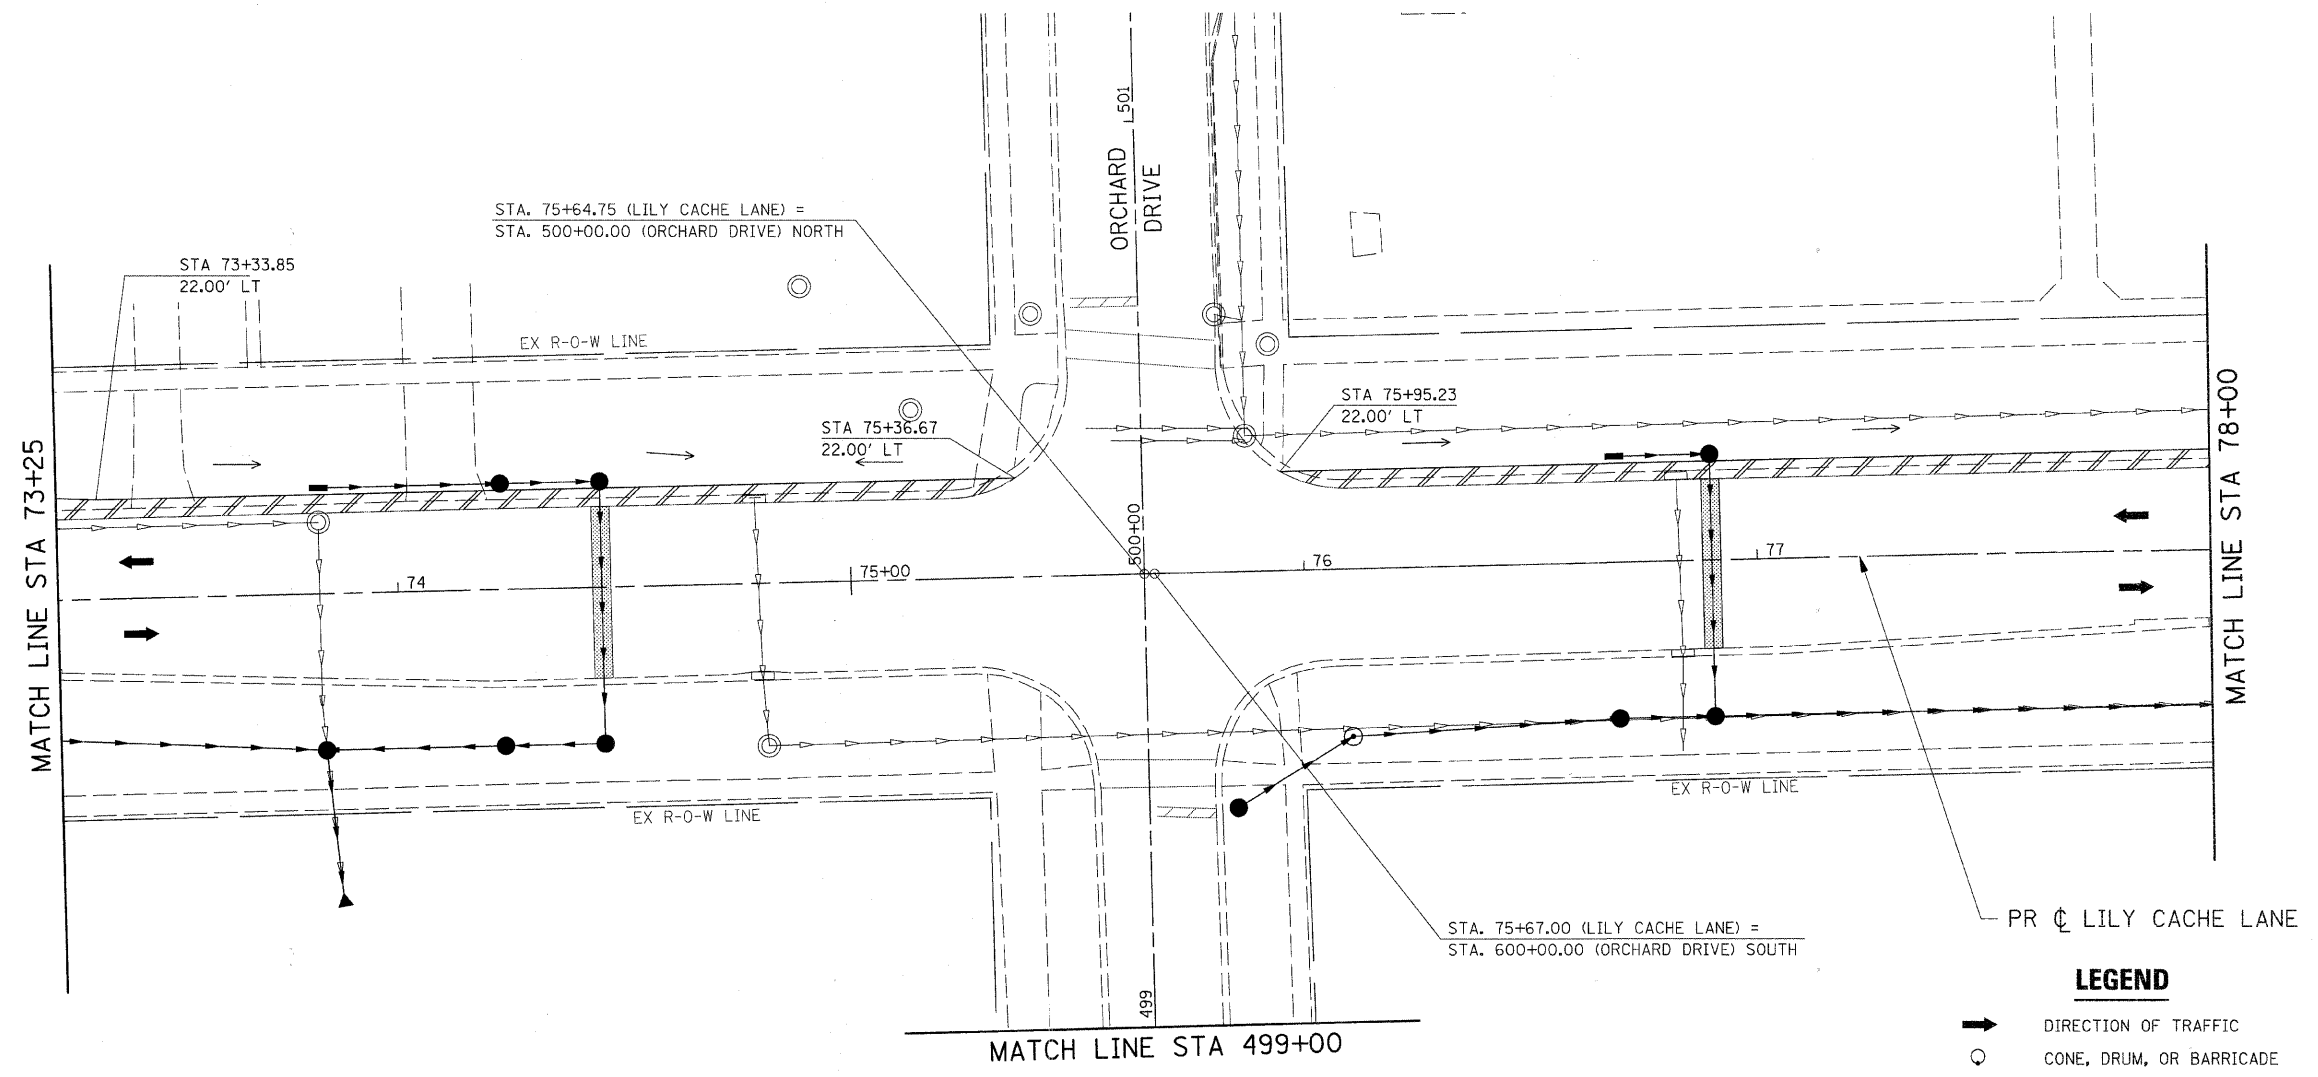 501
ORCHARD
DRIVE
STA. 75+64.75 (LILY CACHE LANE) =
STA. 500+00.00 (ORCHARD DRIVE) NORTH
STA 73+33.85
22.00' LT
EX R-O-W LINE
STA 75+95.23
22.00' LT
STA 75+36.67
22.00' LT
MATCH LINE STA 73+25
MATCH LINE STA 78+00
500+00
74
75+00
76
77
EX R-O-W LINE
EX R-O-W LINE
STA. 75+67.00 (LILY CACHE LANE) =
STA. 600+00.00 (ORCHARD DRIVE) SOUTH
PR ℄ LILY CACHE LANE
499
MATCH LINE STA 499+00
LEGEND
DIRECTION OF TRAFFIC
CONE, DRUM, OR BARRICADE